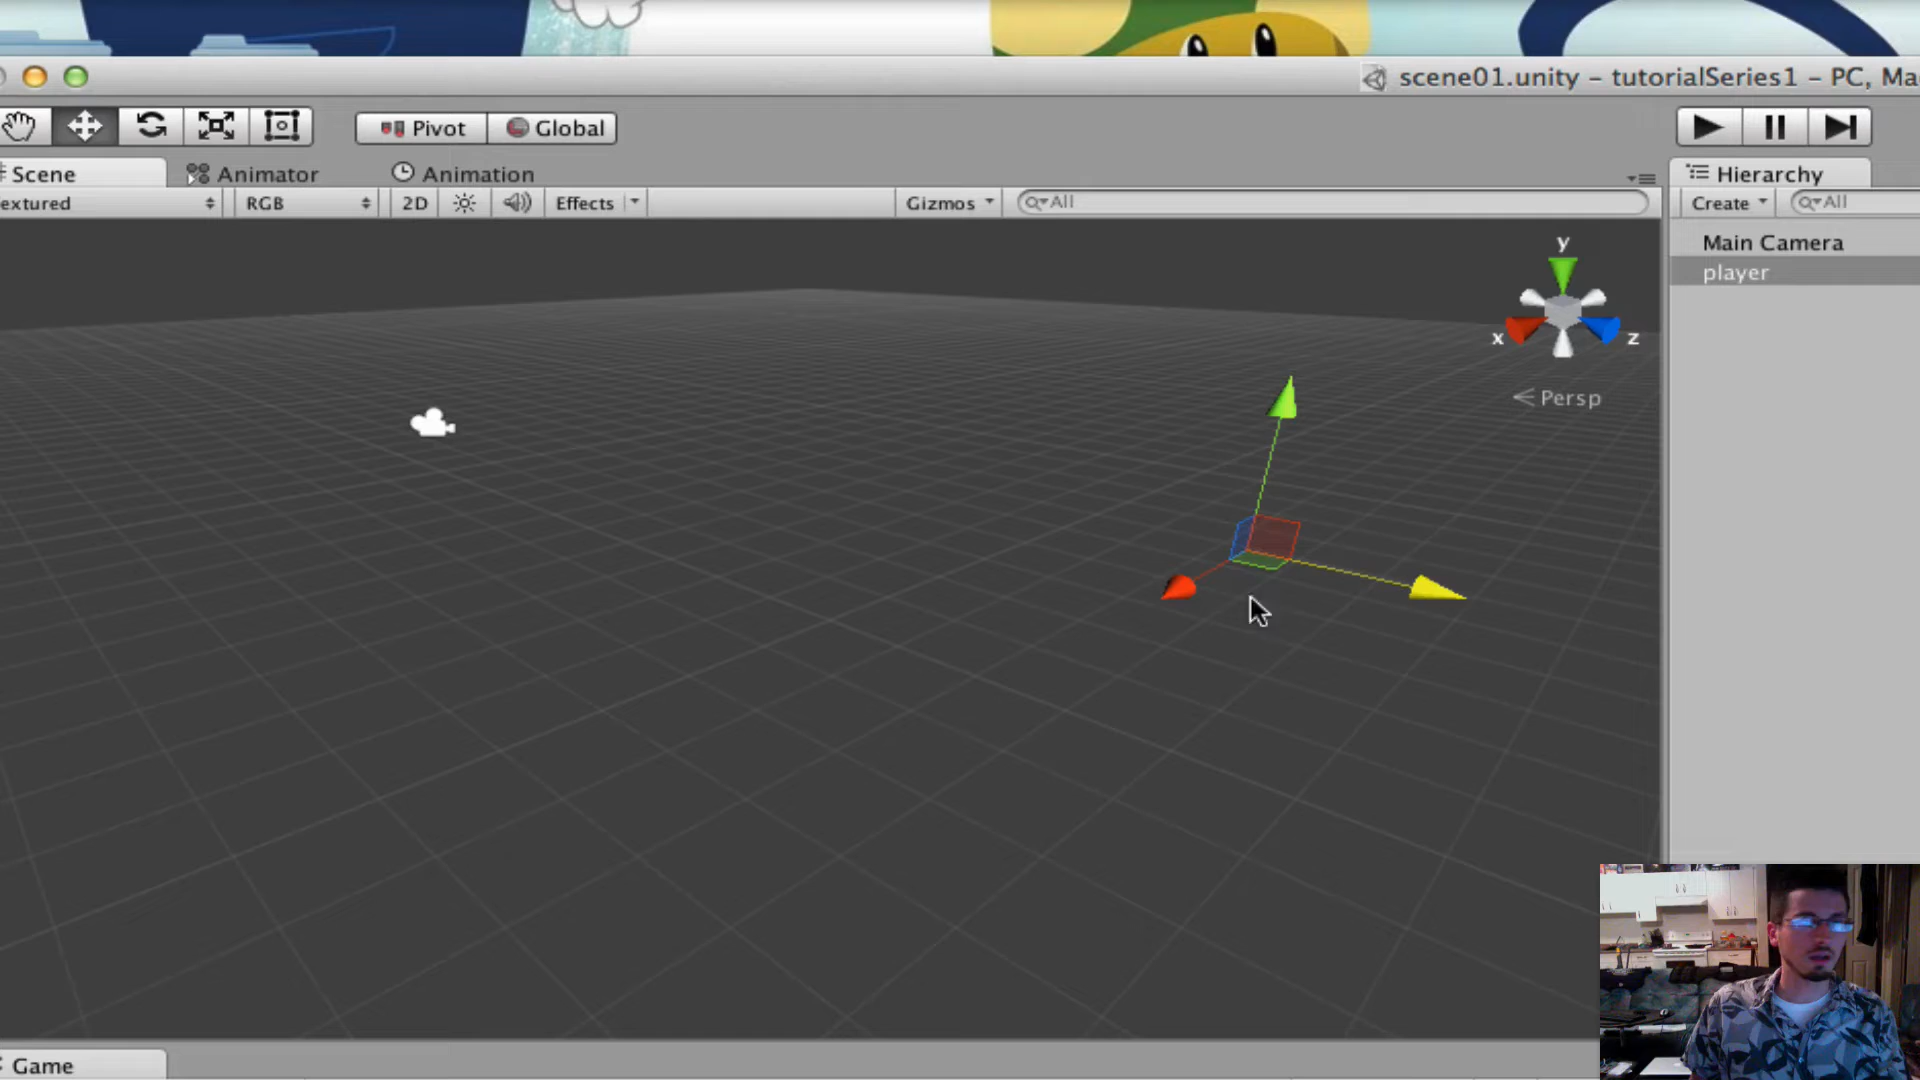 scene01.unity – tutorialSeries1 – PC, Ma
Pivot Global
Scene Animator Animation Hierarchy
extured RGB 2D Effects Gizmos All Create All
Main Camera
player
y
x z
Persp
Game